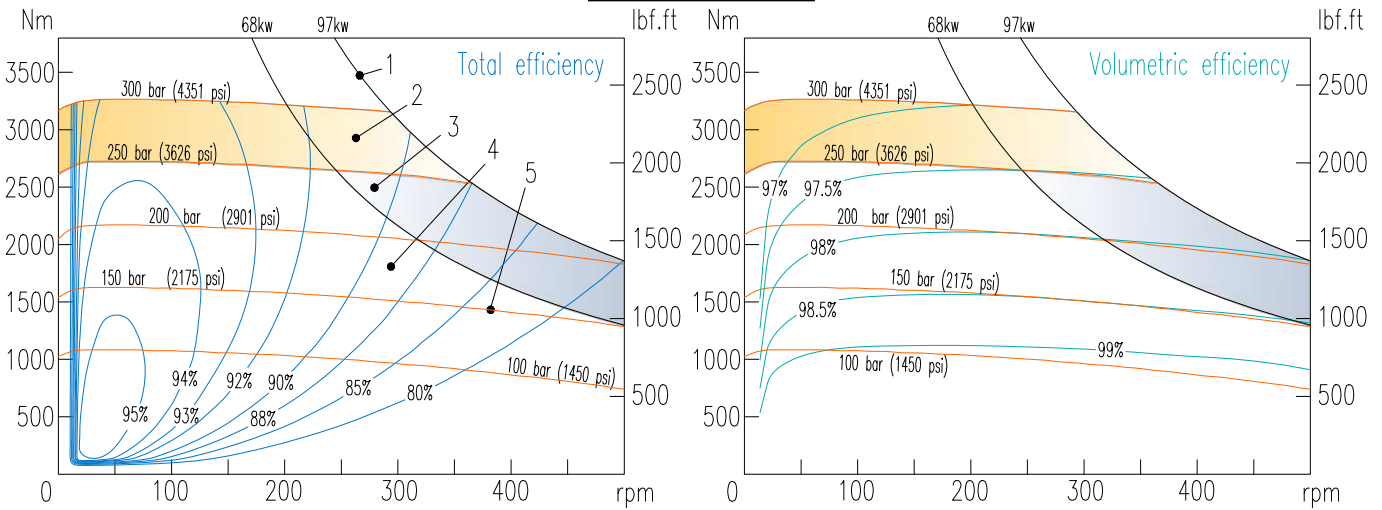 Nm
68kw
97kw
lbf.ft
Total efficiency
1
2
3
4
5
3500
3000
2500
2000
1500
1000
500
0
100
200
300
400
rpm
2500
2000
1500
1000
500
300 bar (4351 psi)
250 bar (3626 psi)
200 bar (2901 psi)
150 bar (2175 psi)
100 bar (1450 psi)
95%
94%
93%
92%
90%
88%
85%
80%
Nm
68kw
97kw
lbf.ft
Volumetric efficiency
3500
3000
2500
2000
1500
1000
500
0
100
200
300
400
rpm
2500
2000
1500
1000
500
300 bar (4351 psi)
250 bar (3626 psi)
200 bar (2901 psi)
150 bar (2175 psi)
100 bar (1450 psi)
97%
97.5%
98%
98.5%
99%